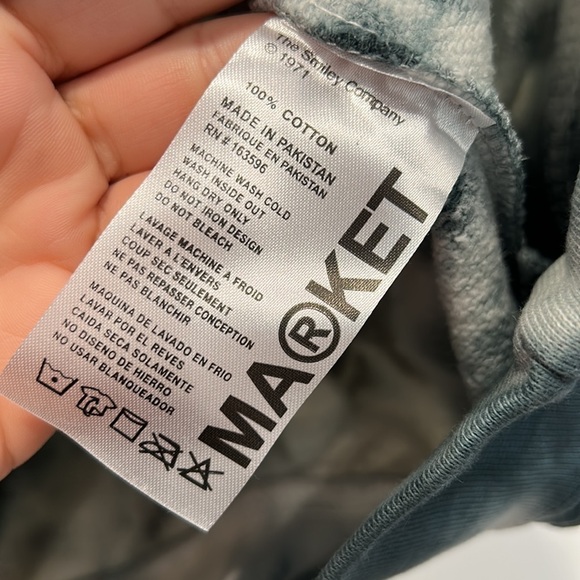 The Smiley Company
© 1971
100% COTTON
MADE IN PAKISTAN
FABRIQUE EN PAKISTAN
RN # 163596
MACHINE WASH COLD
WASH INSIDE OUT
HANG DRY ONLY
DO NOT IRON DESIGN
DO NOT BLEACH
LAVAGE MACHINE A FROID
LAVER A L'ENVERS
COUP SEC SEULEMENT
NE PAS REPASSER CONCEPTION
NE PAS BLANCHIR
MAQUINA DE LAVADO EN FRIO
LAVAR POR EL REVES
CAIDA SECA SOLAMENTE
NO DISEÑO DE HIERRO
NO USAR BLANQUEADOR
MA®KET